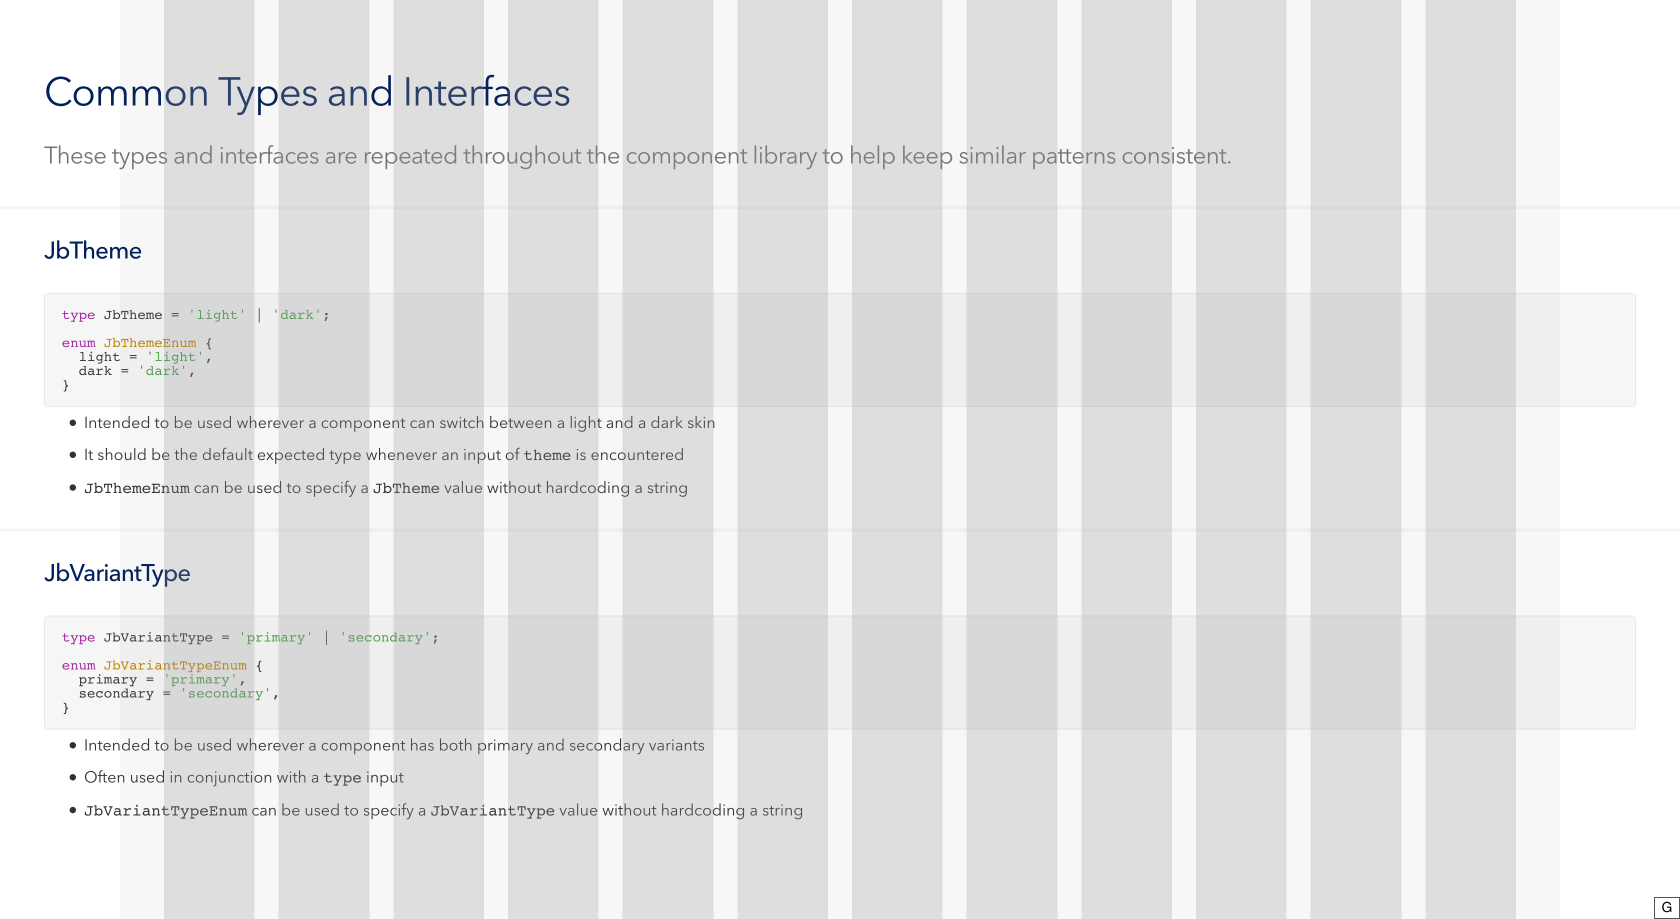 Common Types and Interfaces
These types and interfaces are repeated throughout the component library to help keep similar patterns consistent.
JbTheme
type JbTheme = 'light' | 'dark';
enum JbThemeEnum {
  light = 'light',
  dark = 'dark',
}
• Intended to be used wherever a component can switch between a light and a dark skin
• It should be the default expected type whenever an input of theme is encountered
• JbThemeEnum can be used to specify a JbTheme value without hardcoding a string
JbVariantType
type JbVariantType = 'primary' | 'secondary';
enum JbVariantTypeEnum {
  primary = 'primary',
  secondary = 'secondary',
}
• Intended to be used wherever a component has both primary and secondary variants
• Often used in conjunction with a type input
• JbVariantTypeEnum can be used to specify a JbVariantType value without hardcoding a string
G